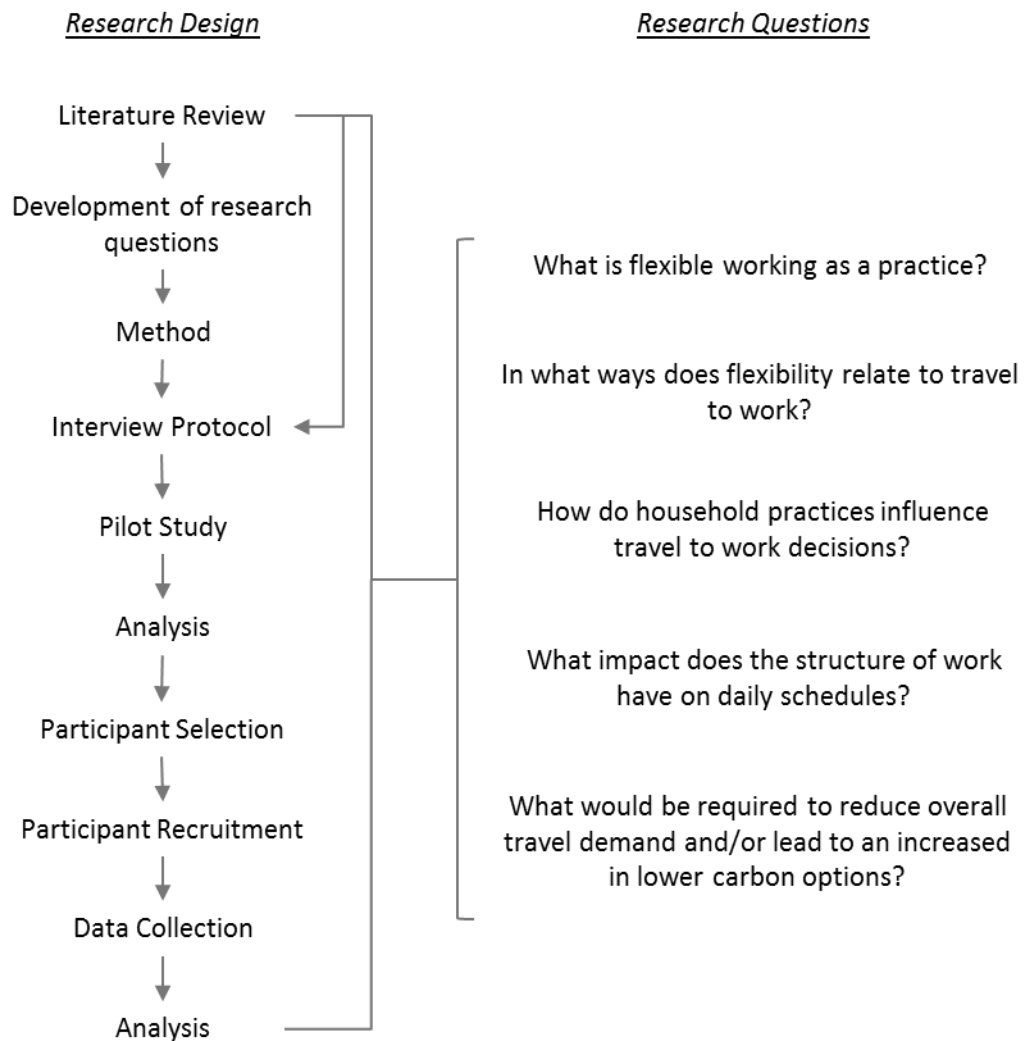 Research Design
Research Questions
Literature Review
Development of research
questions
Method
Interview Protocol
Pilot Study
Analysis
Participant Selection
Participant Recruitment
Data Collection
Analysis
What is flexible working as a practice?
In what ways does flexibility relate to travel
to work?
How do household practices influence
travel to work decisions?
What impact does the structure of work
have on daily schedules?
What would be required to reduce overall
travel demand and/or lead to an increased
in lower carbon options?